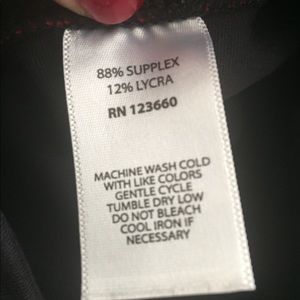 88% SUPPLEX
12% LYCRA
RN 123660
MACHINE WASH COLD
WITH LIKE COLORS
GENTLE CYCLE
TUMBLE DRY LOW
DO NOT BLEACH
COOL IRON IF
NECESSARY